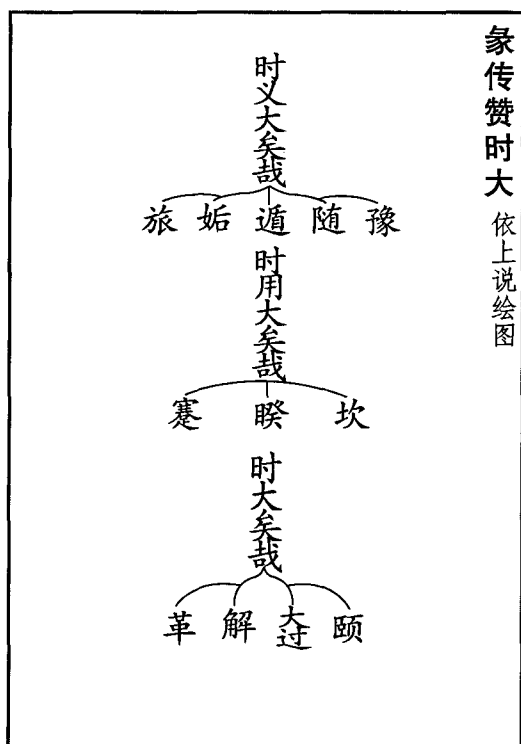 彖传赞时大 依上说绘图
时义大矣哉
豫 随 遁 姤 旅
时用大矣哉
坎 睽 蹇
时大矣哉
颐 大过 解 革